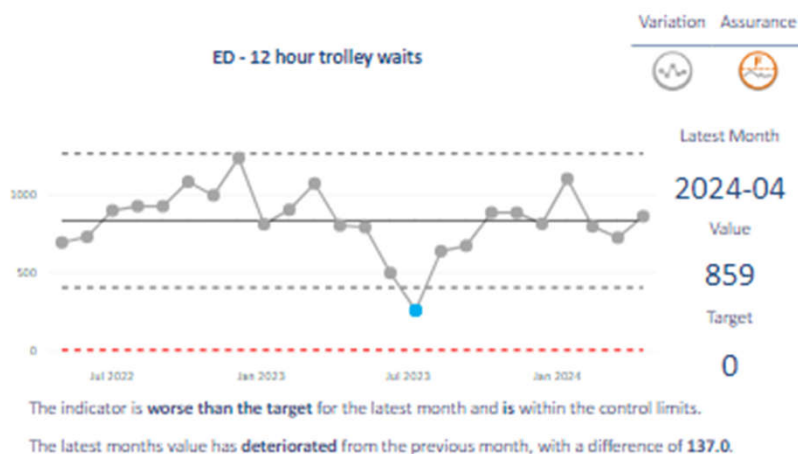 Variation Assurance
ED - 12 hour trolley waits
F
Latest Month
2024-04
Value
859
Target
0
1000
500
0
Jul 2022 Jan 2023 Jul 2023 Jan 2024
The indicator is worse than the target for the latest month and is within the control limits.
The latest months value has deteriorated from the previous month, with a difference of 137.0.